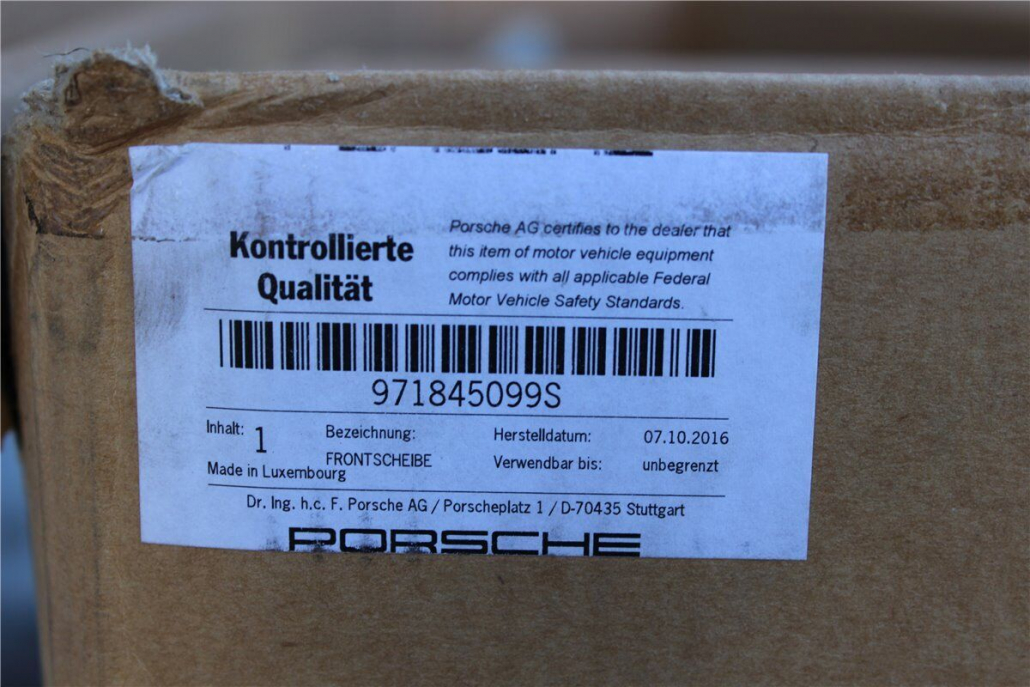 Kontrollierte
Qualität
Porsche AG certifies to the dealer that
this item of motor vehicle equipment
complies with all applicable Federal
Motor Vehicle Safety Standards.
971845099S
Inhalt: 1 Bezeichnung: Herstelldatum: 07.10.2016
FRONTSCHEIBE Verwendbar bis: unbegrenzt
Made in Luxembourg
Dr. Ing. h.c. F. Porsche AG / Porscheplatz 1 / D-70435 Stuttgart
PORSCHE